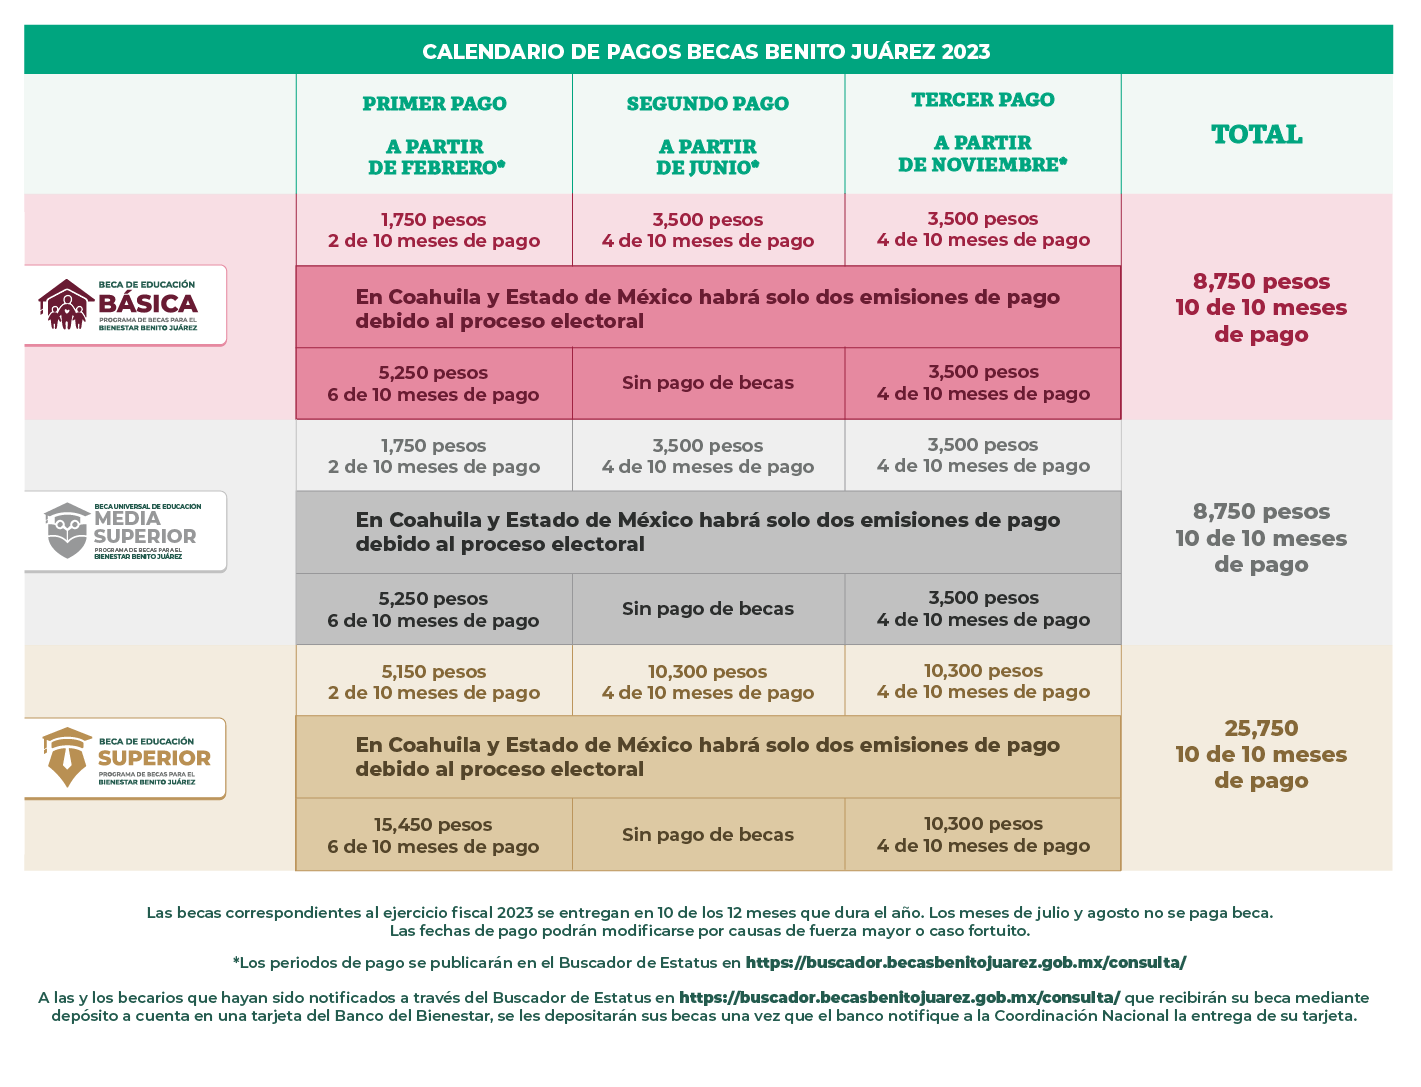 CALENDARIO DE PAGOS BECAS BENITO JUÁREZ 2023
PRIMER PAGO
A PARTIR
DE FEBRERO*
SEGUNDO PAGO
A PARTIR
DE JUNIO*
TERCER PAGO
A PARTIR
DE NOVIEMBRE*
TOTAL
BECA DE EDUCACIÓN
BÁSICA
PROGRAMA DE BECAS PARA EL
BIENESTAR BENITO JUÁREZ
1,750 pesos
2 de 10 meses de pago
3,500 pesos
4 de 10 meses de pago
3,500 pesos
4 de 10 meses de pago
En Coahuila y Estado de México habrá solo dos emisiones de pago
debido al proceso electoral
5,250 pesos
6 de 10 meses de pago
Sin pago de becas
3,500 pesos
4 de 10 meses de pago
8,750 pesos
10 de 10 meses
de pago
BECA UNIVERSAL DE EDUCACIÓN
MEDIA
SUPERIOR
PROGRAMA DE BECAS PARA EL
BIENESTAR BENITO JUÁREZ
1,750 pesos
2 de 10 meses de pago
3,500 pesos
4 de 10 meses de pago
3,500 pesos
4 de 10 meses de pago
En Coahuila y Estado de México habrá solo dos emisiones de pago
debido al proceso electoral
5,250 pesos
6 de 10 meses de pago
Sin pago de becas
3,500 pesos
4 de 10 meses de pago
8,750 pesos
10 de 10 meses
de pago
BECA DE EDUCACIÓN
SUPERIOR
PROGRAMA DE BECAS PARA EL
BIENESTAR BENITO JUÁREZ
5,150 pesos
2 de 10 meses de pago
10,300 pesos
4 de 10 meses de pago
10,300 pesos
4 de 10 meses de pago
En Coahuila y Estado de México habrá solo dos emisiones de pago
debido al proceso electoral
15,450 pesos
6 de 10 meses de pago
Sin pago de becas
10,300 pesos
4 de 10 meses de pago
25,750
10 de 10 meses
de pago
Las becas correspondientes al ejercicio fiscal 2023 se entregan en 10 de los 12 meses que dura el año. Los meses de julio y agosto no se paga beca.
Las fechas de pago podrán modificarse por causas de fuerza mayor o caso fortuito.
*Los periodos de pago se publicarán en el Buscador de Estatus en https://buscador.becasbenitojuarez.gob.mx/consulta/
A las y los becarios que hayan sido notificados a través del Buscador de Estatus en https://buscador.becasbenitojuarez.gob.mx/consulta/ que recibirán su beca mediante
depósito a cuenta en una tarjeta del Banco del Bienestar, se les depositarán sus becas una vez que el banco notifique a la Coordinación Nacional la entrega de su tarjeta.